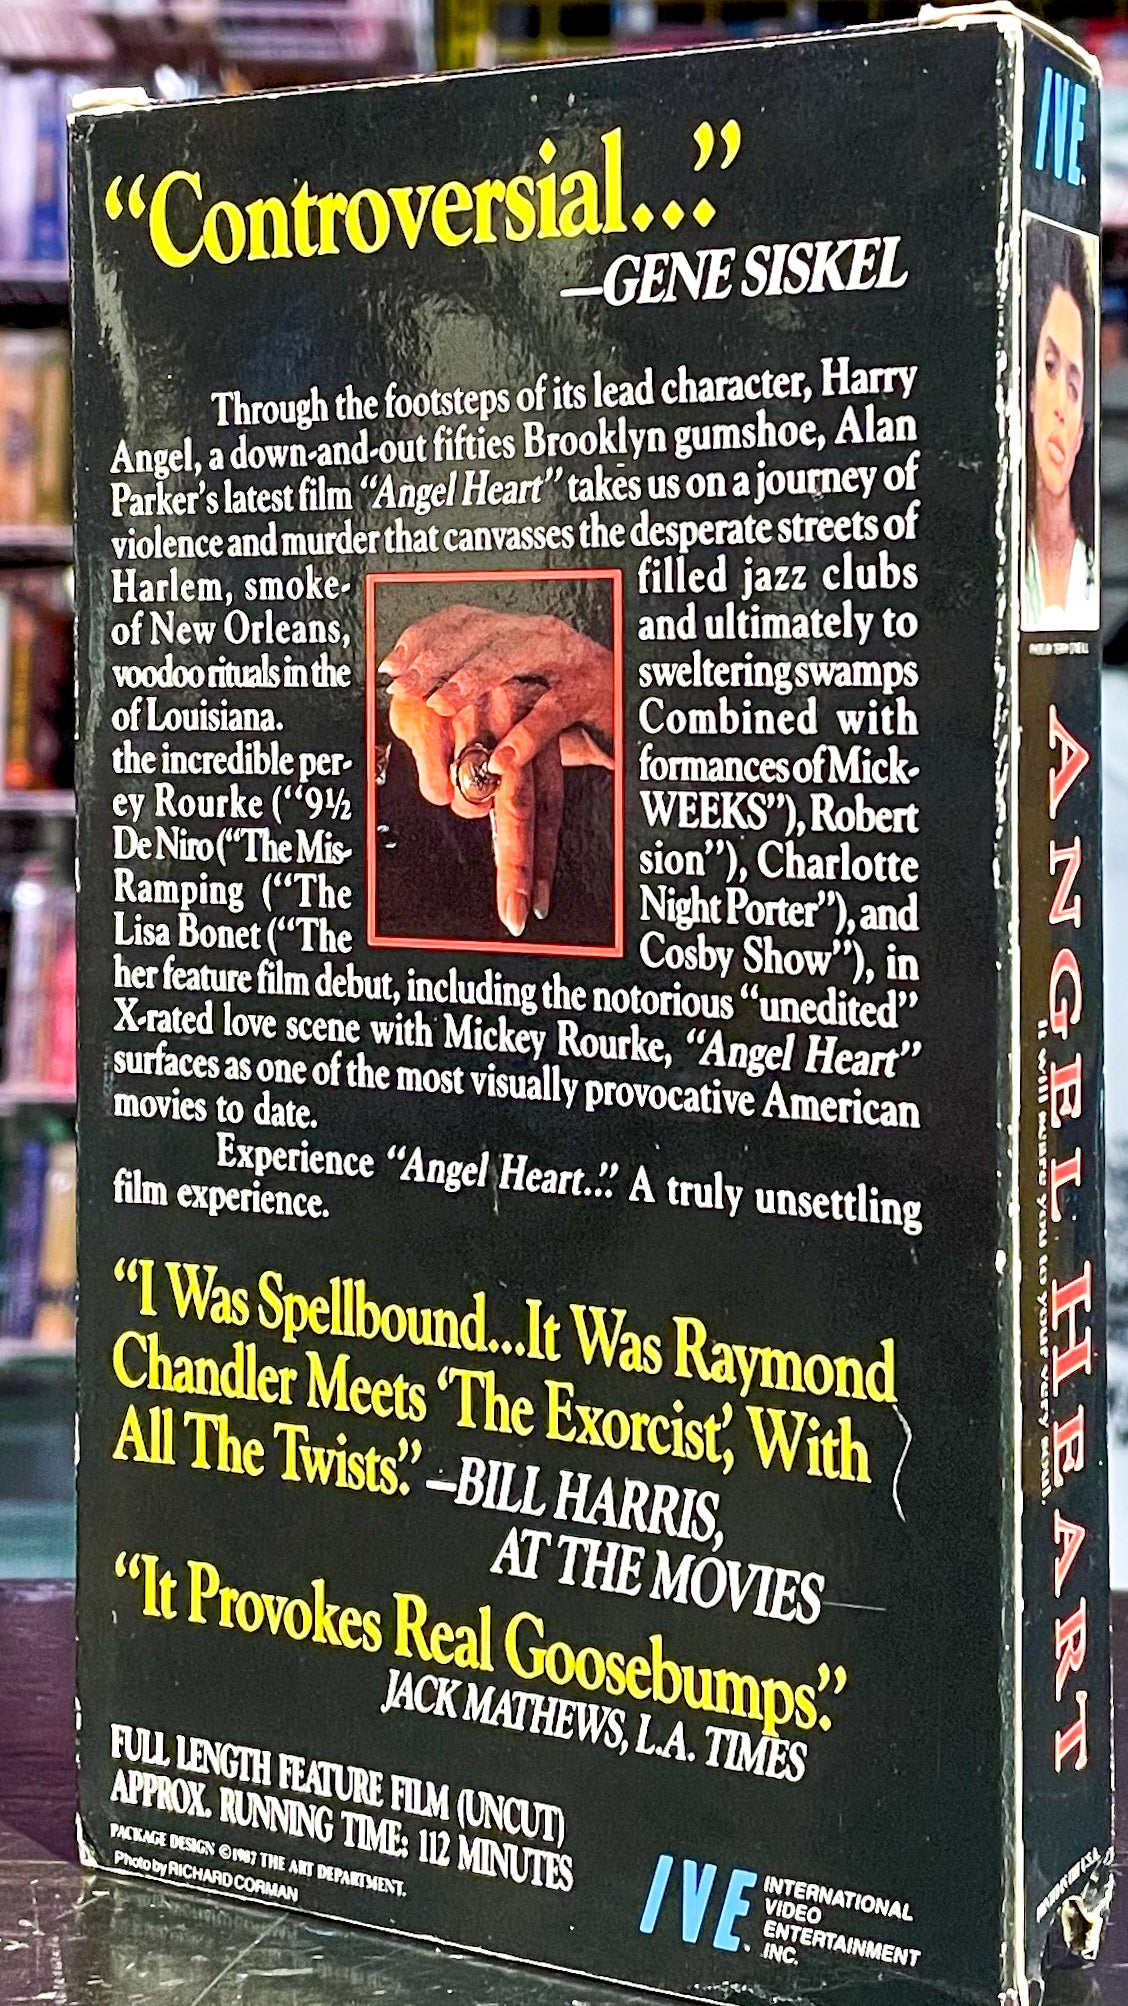 “Controversial...”
—GENE SISKEL
Through the footsteps of its lead character, Harry
Angel, a down-and-out fifties Brooklyn gumshoe, Alan
Parker's latest film “Angel Heart” takes us on a journey of
violence and murder that canvasses the desperate streets of
Harlem, smoke- filled jazz clubs
of New Orleans, and ultimately to
voodoo rituals in the sweltering swamps
of Louisiana. Combined with
the incredible per- formances of Mick-
ey Rourke (“9½ WEEKS”), Robert
De Niro (“The Mis- sion”), Charlotte
Ramping (“The Night Porter”), and
Lisa Bonet (“The Cosby Show”), in
her feature film debut, including the notorious “unedited”
X-rated love scene with Mickey Rourke, “Angel Heart”
surfaces as one of the most visually provocative American
movies to date.
Experience “Angel Heart...” A truly unsettling
film experience.
“I Was Spellbound...It Was Raymond
Chandler Meets ‘The Exorcist’, With
All The Twists.” —BILL HARRIS,
AT THE MOVIES
“It Provokes Real Goosebumps.”
JACK MATHEWS, L.A. TIMES
FULL LENGTH FEATURE FILM (UNCUT)
APPROX. RUNNING TIME: 112 MINUTES
PACKAGE DESIGN ©1987 THE ART DEPARTMENT.
Photo by RICHARD CORMAN
IVE.
INTERNATIONAL
VIDEO
ENTERTAINMENT
INC.
IVE.
ANGEL HEART
It will scare you to your very soul.